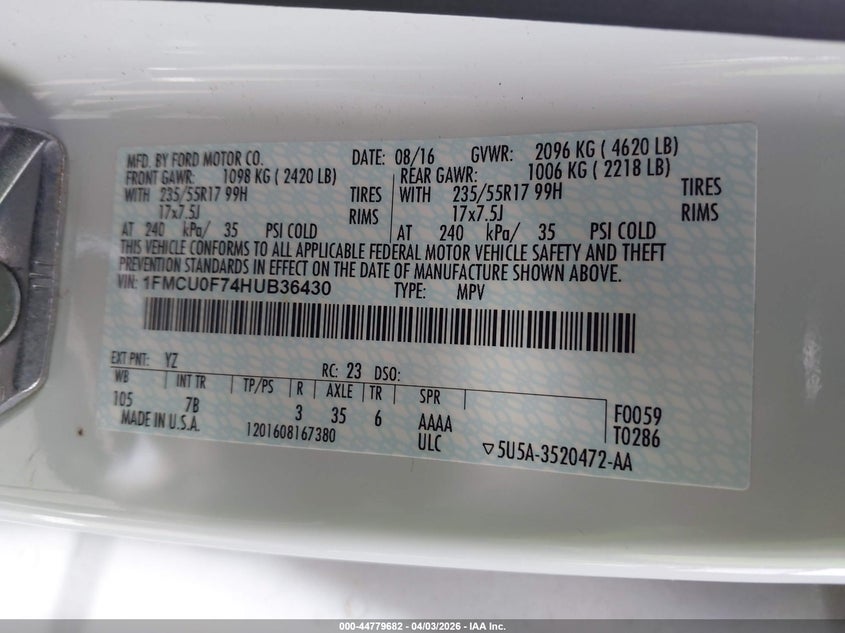 MFD. BY FORD MOTOR CO. DATE: 08/16 GVWR: 2096 KG ( 4620 LB)
FRONT GAWR: 1098 KG ( 2420 LB) REAR GAWR: 1006 KG ( 2218 LB)
WITH 235/55R17 99H TIRES WITH 235/55R17 99H TIRES
17x7.5J RIMS 17x7.5J RIMS
AT 240 kPa/ 35 PSI COLD AT 240 kPa/ 35 PSI COLD
THIS VEHICLE CONFORMS TO ALL APPLICABLE FEDERAL MOTOR VEHICLE SAFETY AND THEFT
PREVENTION STANDARDS IN EFFECT ON THE DATE OF MANUFACTURE SHOWN ABOVE.
VIN: 1FMCU0F74HUB36430 TYPE: MPV
EXT PNT: YZ RC: 23 DSO:
WB INT TR TP/PS R AXLE TR SPR
105 7B 3 35 6 AAAA F0059
MADE IN U.S.A. 1201608167380 ULC T0286
▽5U5A-3520472-AA
000-44779682 - 04/03/2026 - IAA Inc.